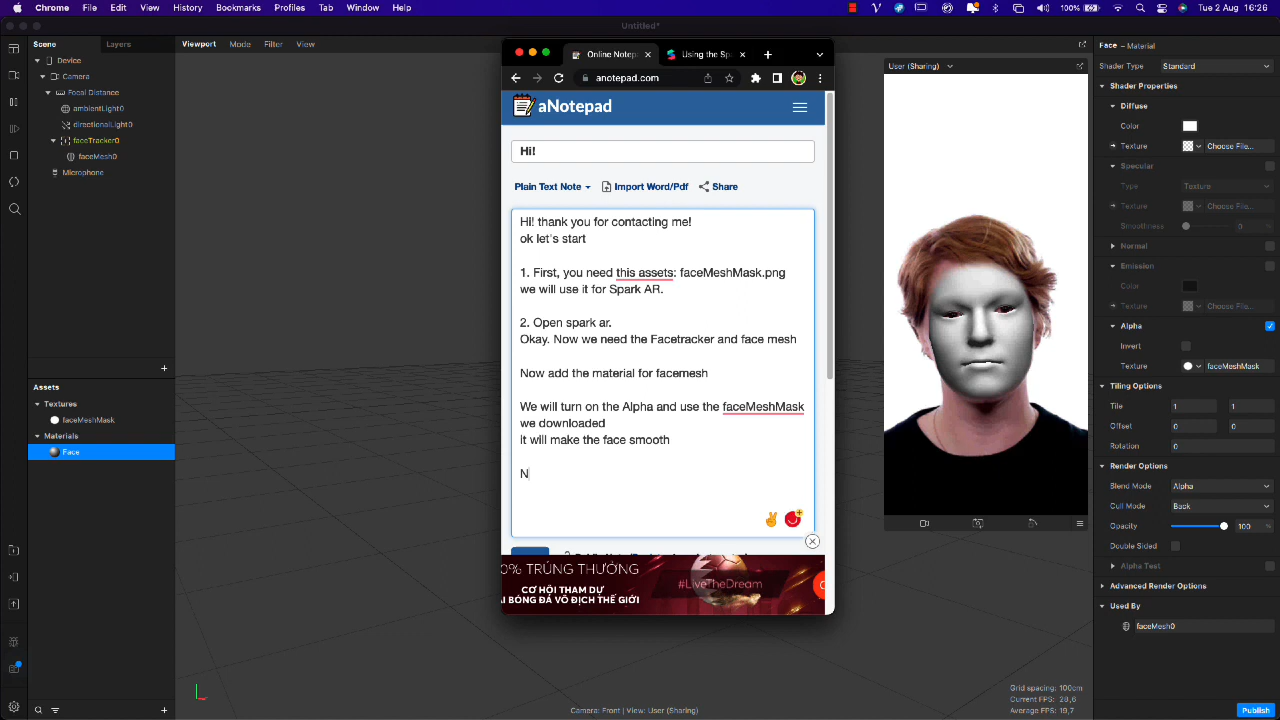 Chrome File Edit View History Bookmarks Profiles Tab Window Help
100% Tue 2 Aug 16:26
Untitled*
Scene Layers
Device
Camera
Focal Distance
ambientLight0
directionalLight0
faceTracker0
faceMesh0
Microphone
Assets
Textures
faceMeshMask
Materials
Face
Viewport Mode Filter View
Online Notep
Using the Sp
anotepad.com
aNotepad
Hi!
Plain Text Note Import Word/Pdf Share
Hi! thank you for contacting me!
ok let's start
1. First, you need this assets: faceMeshMask.png
we will use it for Spark AR.
2. Open spark ar.
Okay. Now we need the Facetracker and face mesh
Now add the material for facemesh
We will turn on the Alpha and use the faceMeshMask
we downloaded
it will make the face smooth
N
0% TRÚNG THƯỞNG
CƠ HỘI THAM DỰ
I BÓNG ĐÁ VÔ ĐỊCH THẾ GIỚI
#LiveTheDream
Camera: Front | View: User (Sharing)
User (Sharing)
Grid spacing: 100cm
Current FPS: 28,6
Average FPS: 19,7
Face – Material
Shader Type Standard
Shader Properties
Diffuse
Color
Texture Choose File...
Specular
Type Texture
Texture Choose File...
Smoothness 0 %
Normal
Emission
Color
Texture Choose File...
Alpha
Invert
Texture faceMeshMask
Tiling Options
Tile 1 1
Offset 0 0
Rotation 0
Render Options
Blend Mode Alpha
Cull Mode Back
Opacity 100 %
Double Sided
Alpha Test
Advanced Render Options
Used By
faceMesh0
Publish